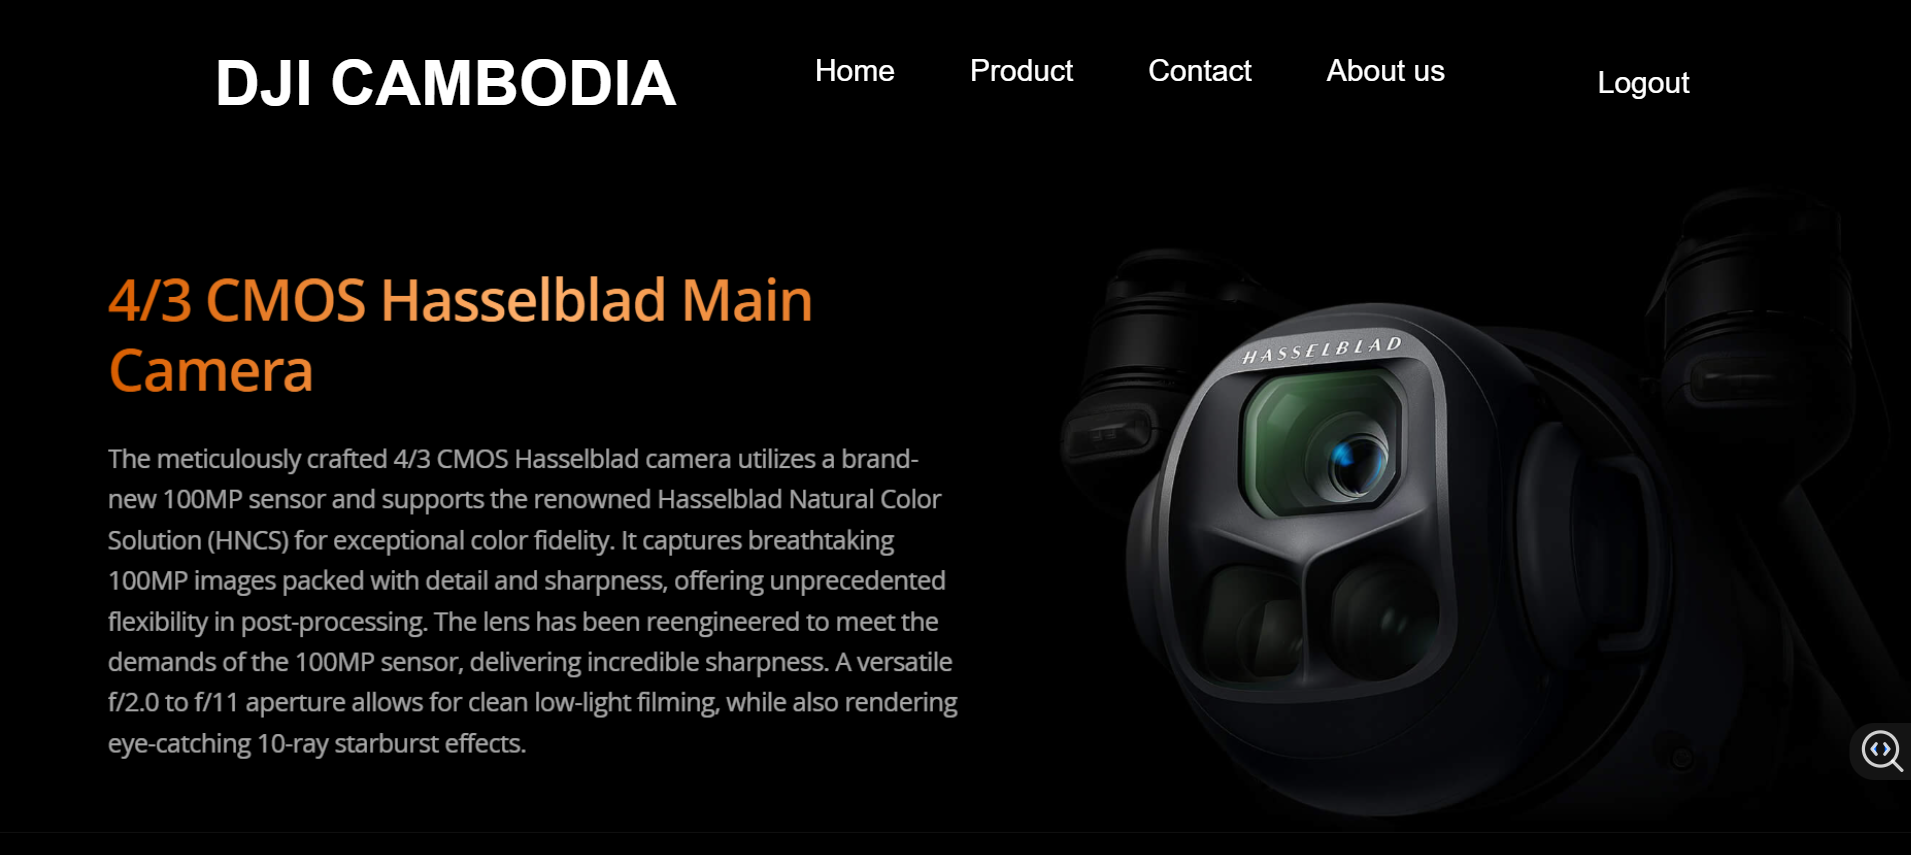 DJI CAMBODIA
Home
Product
Contact
About us
Logout
4/3 CMOS Hasselblad Main
Camera
HASSELBLAD
The meticulously crafted 4/3 CMOS Hasselblad camera utilizes a brand-
new 100MP sensor and supports the renowned Hasselblad Natural Color
Solution (HNCS) for exceptional color fidelity. It captures breathtaking
100MP images packed with detail and sharpness, offering unprecedented
flexibility in post-processing. The lens has been reengineered to meet the
demands of the 100MP sensor, delivering incredible sharpness. A versatile
f/2.0 to f/11 aperture allows for clean low-light filming, while also rendering
eye-catching 10-ray starburst effects.